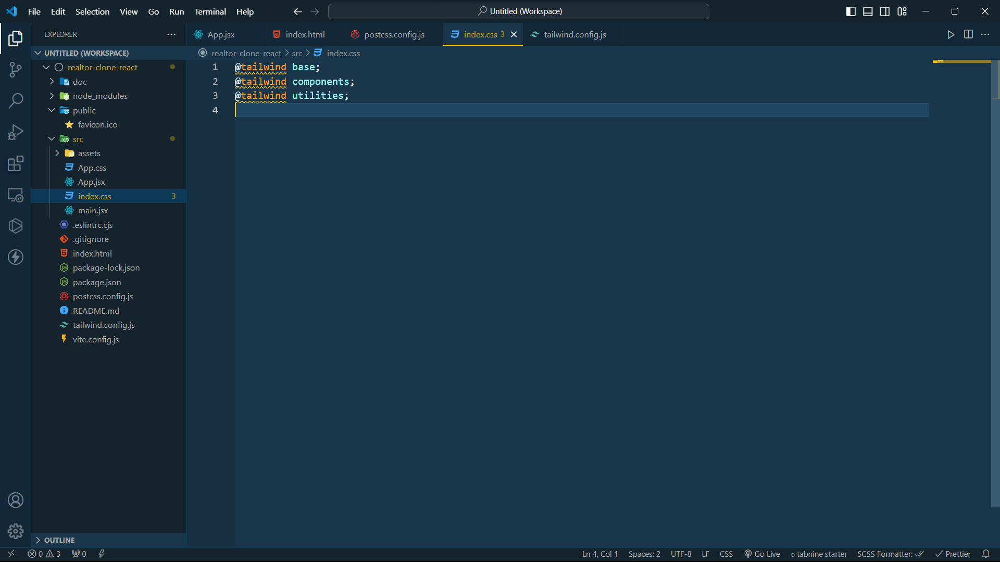 File Edit Selection View Go Run Terminal Help
Untitled (Workspace)
EXPLORER
App.jsx
index.html
postcss.config.js
index.css 3
tailwind.config.js
UNTITLED (WORKSPACE)
realtor-clone-react > src > index.css
realtor-clone-react
doc
node_modules
public
favicon.ico
src
assets
App.css
App.jsx
index.css 3
main.jsx
.eslintrc.cjs
.gitignore
index.html
package-lock.json
package.json
postcss.config.js
README.md
tailwind.config.js
vite.config.js
OUTLINE
1 @tailwind base;
2 @tailwind components;
3 @tailwind utilities;
4
0 3 0
Ln 4, Col 1 Spaces: 2 UTF-8 LF CSS Go Live tabnine starter SCSS Formatter: Prettier